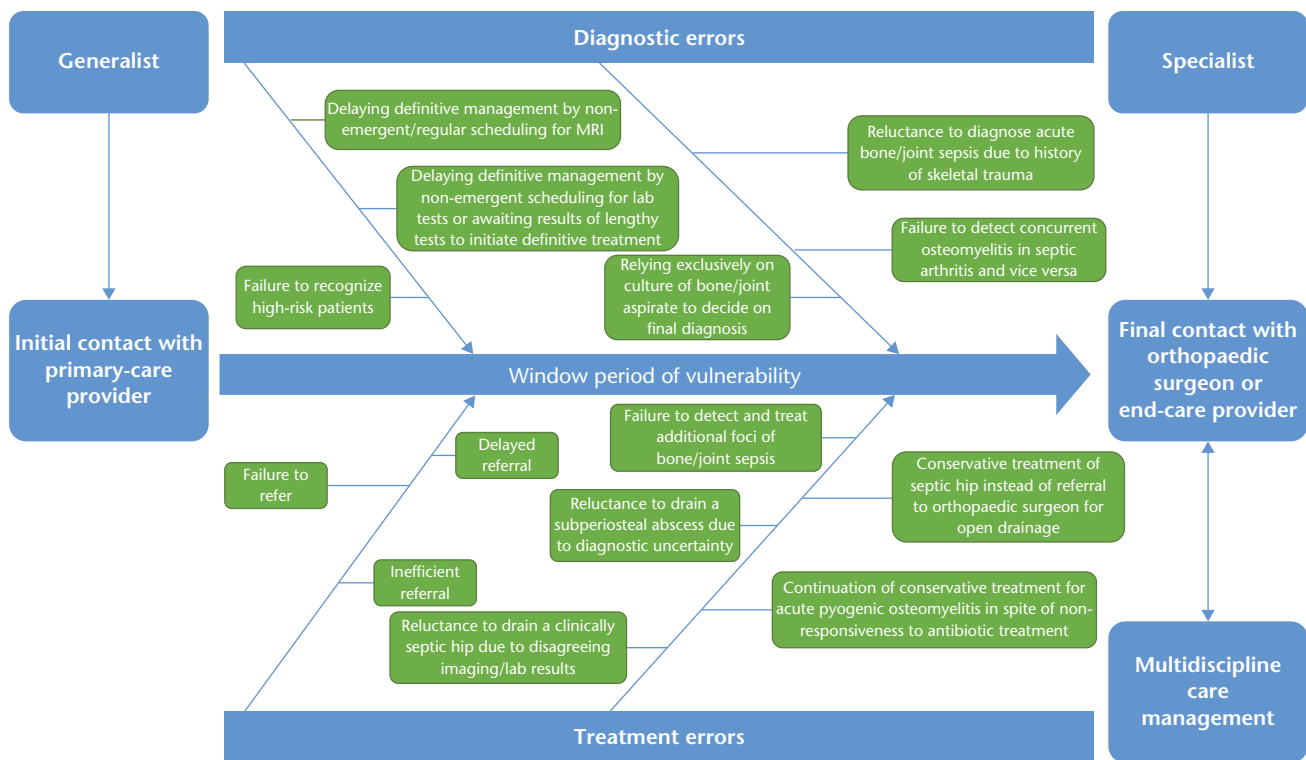 Generalist
Diagnostic errors
Specialist
Delaying definitive management by non-
emergent/regular scheduling for MRI
Reluctance to diagnose acute
bone/joint sepsis due to history
of skeletal trauma
Delaying definitive management by
non-emergent scheduling for lab
tests or awaiting results of lengthy
tests to initiate definitive treatment
Failure to detect concurrent
osteomyelitis in septic
arthritis and vice versa
Failure to recognize
high-risk patients
Relying exclusively on
culture of bone/joint
aspirate to decide on
final diagnosis
Initial contact with
primary-care
provider
Window period of vulnerability
Final contact with
orthopaedic
surgeon or
end-care provider
Failure to
refer
Delayed
referral
Failure to detect and treat
additional foci of
bone/joint sepsis
Conservative treatment of
septic hip instead of referral
to orthopaedic surgeon for
open drainage
Reluctance to drain a
subperiosteal abscess due
to diagnostic uncertainty
Inefficient
referral
Continuation of conservative treatment for
acute pyogenic osteomyelitis in spite of non-
responsiveness to antibiotic treatment
Reluctance to drain a clinically
septic hip due to disagreeing
imaging/lab results
Multidiscipline
care
management
Treatment errors